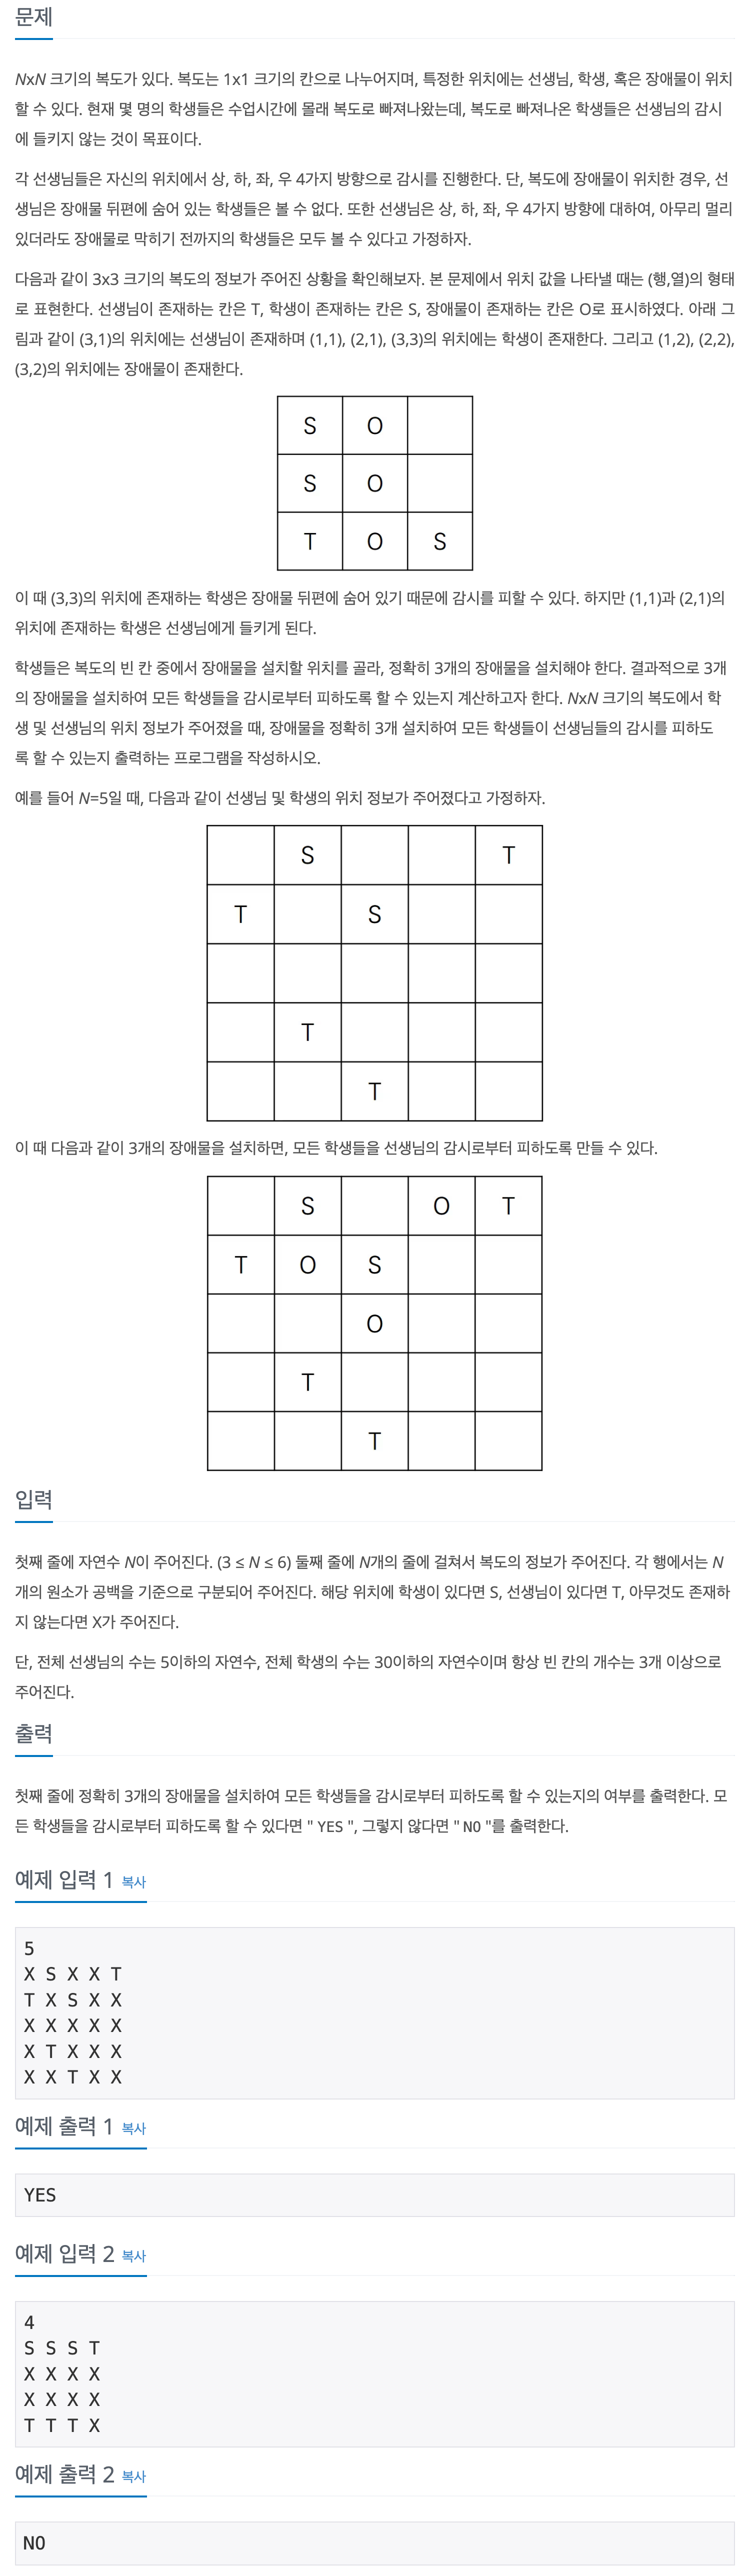 문제
NxN 크기의 복도가 있다. 복도는 1x1 크기의 칸으로 나누어지며, 특정한 위치에는 선생님, 학생, 혹은 장애물이 위치
할 수 있다. 현재 몇 명의 학생들은 수업시간에 몰래 복도로 빠져나왔는데, 복도로 빠져나온 학생들은 선생님의 감시
에 들키지 않는 것이 목표이다.
각 선생님들은 자신의 위치에서 상, 하, 좌, 우 4가지 방향으로 감시를 진행한다. 단, 복도에 장애물이 위치한 경우, 선
생님은 장애물 뒤편에 숨어 있는 학생들은 볼 수 없다. 또한 선생님은 상, 하, 좌, 우 4가지 방향에 대하여, 아무리 멀리
있더라도 장애물로 막히기 전까지의 학생들은 모두 볼 수 있다고 가정하자.
다음과 같이 3x3 크기의 복도의 정보가 주어진 상황을 확인해보자. 본 문제에서 위치 값을 나타낼 때는 (행,열)의 형태
로 표현한다. 선생님이 존재하는 칸은 T, 학생이 존재하는 칸은 S, 장애물이 존재하는 칸은 O로 표시하였다. 아래 그
림과 같이 (3,1)의 위치에는 선생님이 존재하며 (1,1), (2,1), (3,3)의 위치에는 학생이 존재한다. 그리고 (1,2), (2,2),
(3,2)의 위치에는 장애물이 존재한다.
S O
S O
T O S
이 때 (3,3)의 위치에 존재하는 학생은 장애물 뒤편에 숨어 있기 때문에 감시를 피할 수 있다. 하지만 (1,1)과 (2,1)의
위치에 존재하는 학생은 선생님에게 들키게 된다.
학생들은 복도의 빈 칸 중에서 장애물을 설치할 위치를 골라, 정확히 3개의 장애물을 설치해야 한다. 결과적으로 3개
의 장애물을 설치하여 모든 학생들을 감시로부터 피하도록 할 수 있는지 계산하고자 한다. NxN 크기의 복도에서 학
생 및 선생님의 위치 정보가 주어졌을 때, 장애물을 정확히 3개 설치하여 모든 학생들이 선생님들의 감시를 피하도
록 할 수 있는지 출력하는 프로그램을 작성하시오.
예를 들어 N=5일 때, 다음과 같이 선생님 및 학생의 위치 정보가 주어졌다고 가정하자.
S T
T S
T
T
이 때 다음과 같이 3개의 장애물을 설치하면, 모든 학생들을 선생님의 감시로부터 피하도록 만들 수 있다.
S O T
T O S
O
T
T
입력
첫째 줄에 자연수 N이 주어진다. (3 ≤ N ≤ 6) 둘째 줄에 N개의 줄에 걸쳐서 복도의 정보가 주어진다. 각 행에서는 N
개의 원소가 공백을 기준으로 구분되어 주어진다. 해당 위치에 학생이 있다면 S, 선생님이 있다면 T, 아무것도 존재하
지 않는다면 X가 주어진다.
단, 전체 선생님의 수는 5이하의 자연수, 전체 학생의 수는 30이하의 자연수이며 항상 빈 칸의 개수는 3개 이상으로
주어진다.
출력
첫째 줄에 정확히 3개의 장애물을 설치하여 모든 학생들을 감시로부터 피하도록 할 수 있는지의 여부를 출력한다. 모
든 학생들을 감시로부터 피하도록 할 수 있다면 " YES ", 그렇지 않다면 " NO "를 출력한다.
예제 입력 1 복사
5
X S X X T
T X S X X
X X X X X
X T X X X
X X T X X
예제 출력 1 복사
YES
예제 입력 2 복사
4
S S S T
X X X X
X X X X
T T T X
예제 출력 2 복사
NO